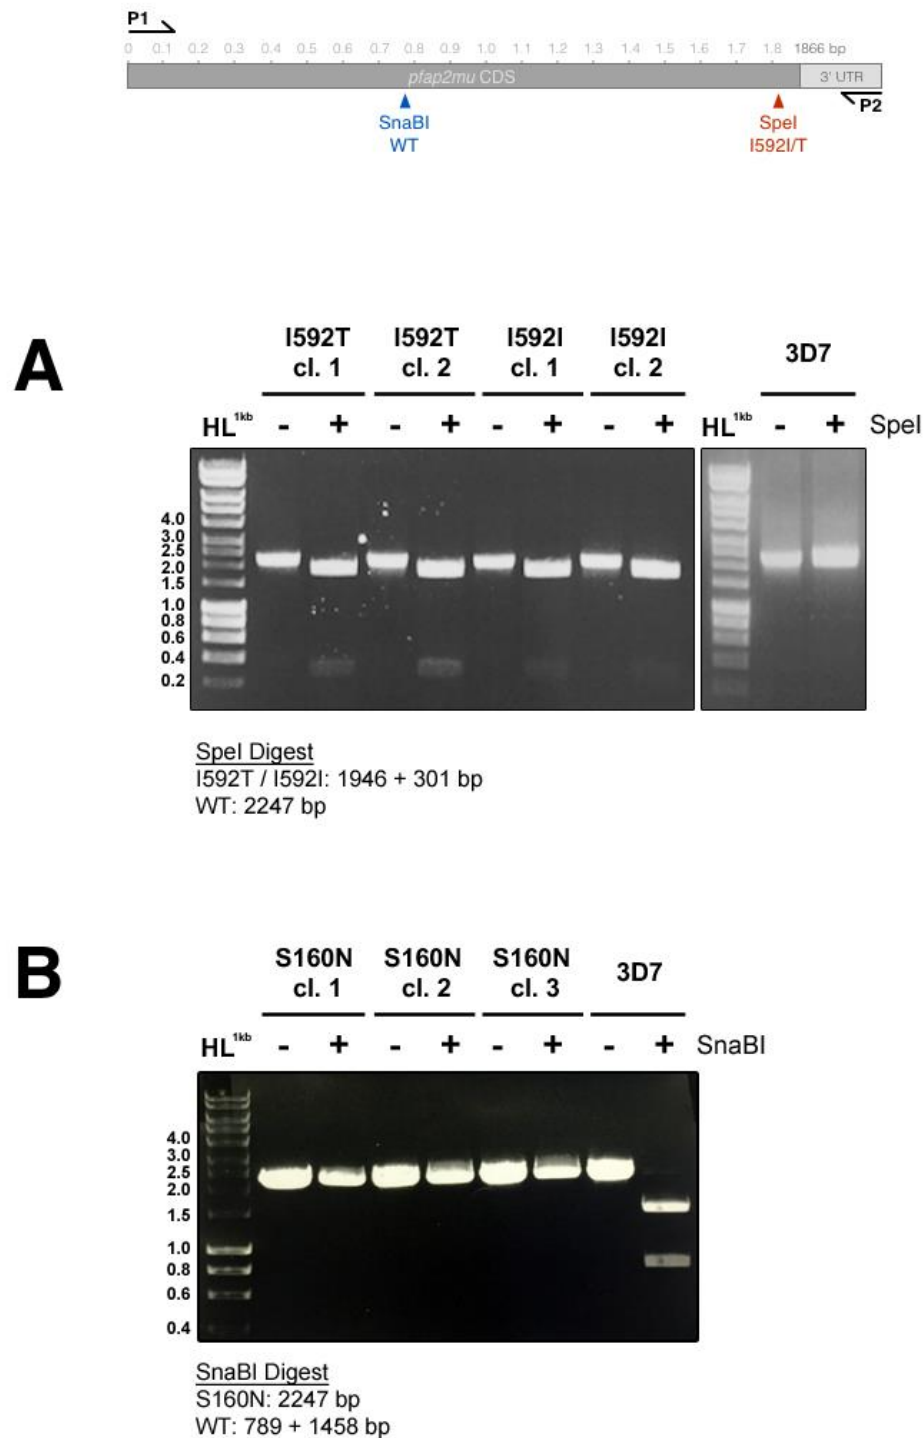 P1
0 0.1 0.2 0.3 0.4 0.5 0.6 0.7 0.8 0.9 1.0 1.1 1.2 1.3 1.4 1.5 1.6 1.7 1.8 1866 bp
pfap2mu CDS 3' UTR
P2
SnaBI SpeI
WT I592I/T
A
I592T I592T I592I I592I 3D7
cl. 1 cl. 2 cl. 1 cl. 2
HL1kb - + - + - + - + HL1kb - + SpeI
4.0
3.0
2.5
2.0
1.5
1.0
0.8
0.6
0.4
0.2
SpeI Digest
I592T / I592I: 1946 + 301 bp
WT: 2247 bp
B
S160N S160N S160N 3D7
cl. 1 cl. 2 cl. 3
HL1kb - + - + - + - + SnaBI
4.0
3.0
2.5
2.0
1.5
1.0
0.8
0.6
0.4
SnaBI Digest
S160N: 2247 bp
WT: 789 + 1458 bp